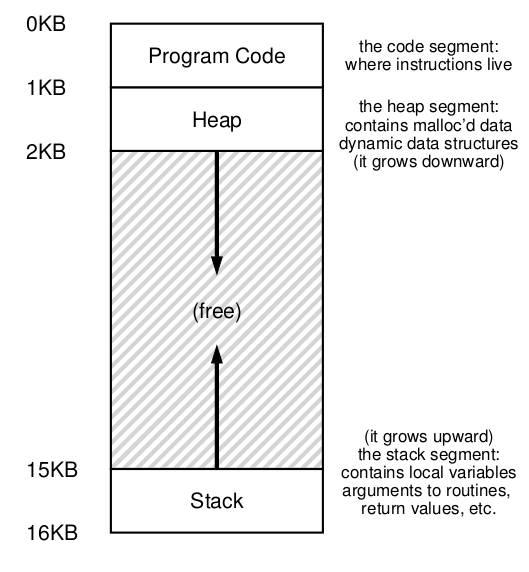 0KB
Program Code
the code segment:
where instructions live
1KB
Heap
the heap segment:
contains malloc'd data
dynamic data structures
(it grows downward)
2KB
(free)
(it grows upward)
the stack segment:
contains local variables
arguments to routines,
return values, etc.
15KB
Stack
16KB